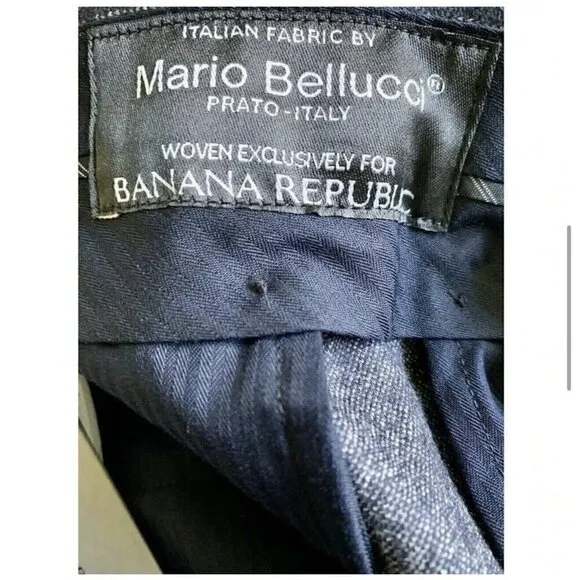 ITALIAN FABRIC BY
Mario Bellucci®
PRATO-ITALY
WOVEN EXCLUSIVELY FOR
BANANA REPUBLIC